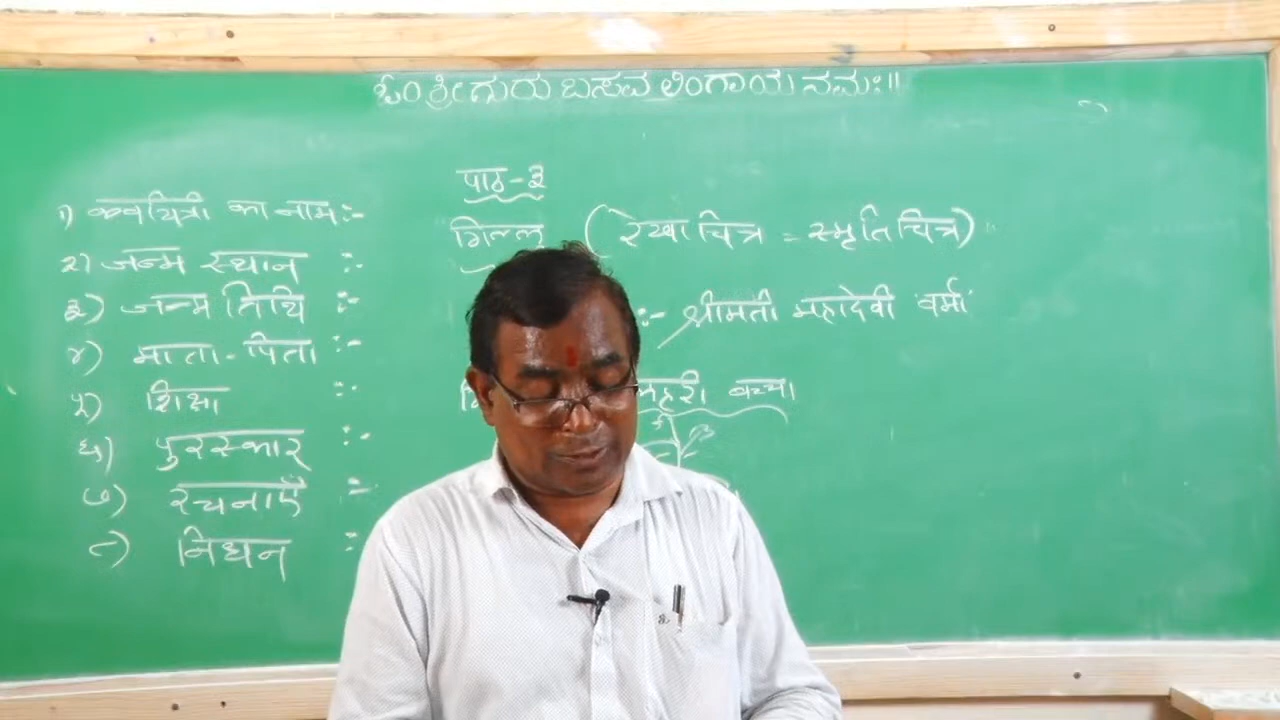 ಓಂ ಶ್ರೀ ಗುರು ಬಸವ ಲಿಂಗಾಯ ನಮಃ॥
पाठ-३
गिल्लू (रेखा चित्र = स्मृति चित्र)
:- श्रीमती महादेवी वर्मा
बच्चा
१) कवयित्री का नाम :-
२) जन्म स्थान :-
३) जन्म तिथि :-
४) माता-पिता :-
५) शिक्षा :-
६) पुरस्कार :-
७) रचनाएँ :-
८) निधन :